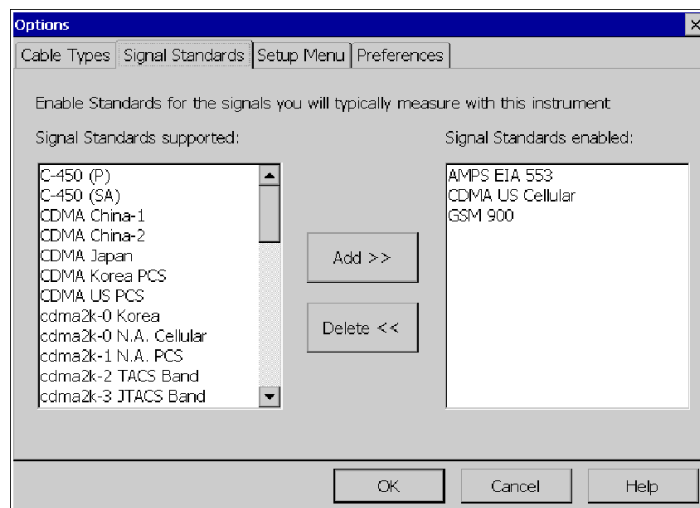 Options
Cable Types Signal Standards Setup Menu Preferences
Enable Standards for the signals you will typically measure with this instrument
Signal Standards supported:
Signal Standards enabled:
C-450 (P)
C-450 (SA)
CDMA China-1
CDMA China-2
CDMA Japan
CDMA Korea PCS
CDMA US PCS
cdma2k-0 Korea
cdma2k-0 N.A. Cellular
cdma2k-1 N.A. PCS
cdma2k-2 TACS Band
cdma2k-3 JTACS Band
Add >>
Delete <<
AMPS EIA 553
CDMA US Cellular
GSM 900
OK Cancel Help